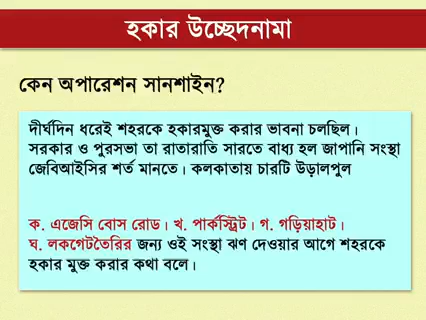 হকার উচ্ছেদনামা
কেন অপারেশন সানশাইন?
দীর্ঘদিন ধরেই শহরকে হকারমুক্ত করার ভাবনা চলছিল।
সরকার ও পুরসভা তা রাতারাতি সারতে বাধ্য হল জাপানি সংস্থা
জেবিআইসির শর্ত মানতে। কলকাতায় চারটি উড়ালপুল
ক. এজেসি বোস রোড। খ. পার্কস্ট্রিট। গ. গড়িয়াহাট।
ঘ. লকগেটতৈরির জন্য ওই সংস্থা ঋণ দেওয়ার আগে শহরকে
হকার মুক্ত করার কথা বলে।